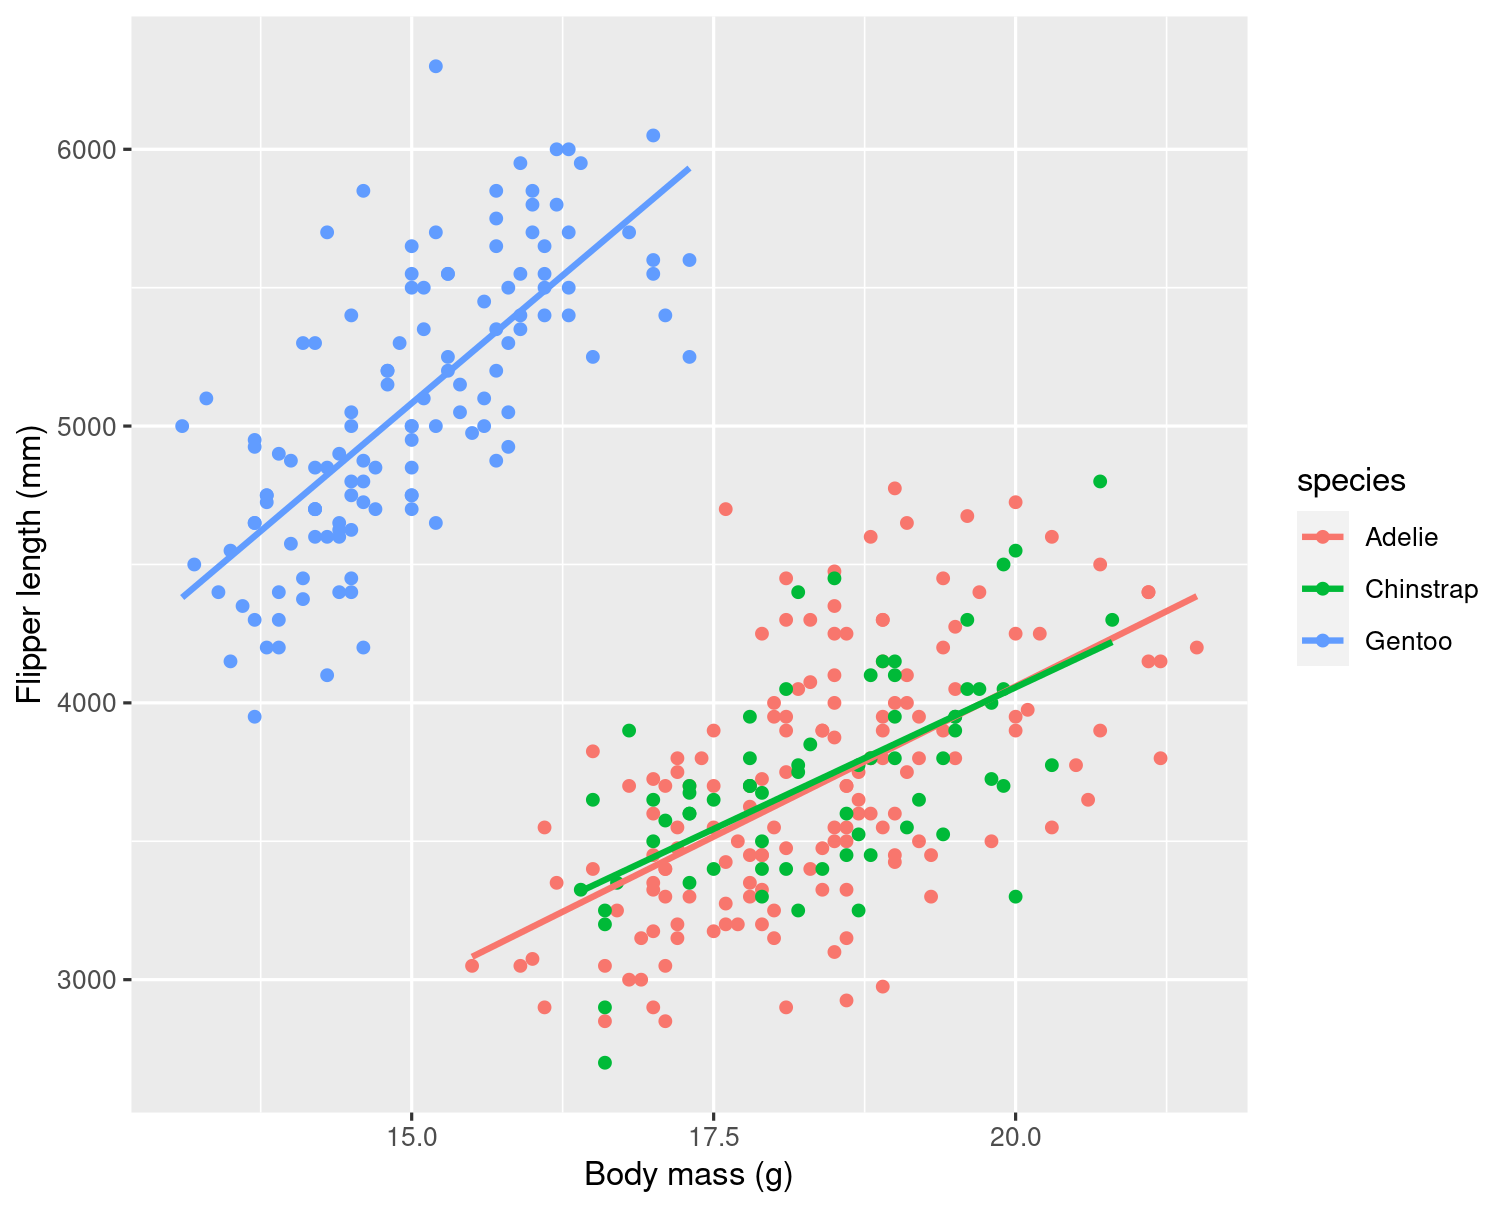 6000
5000
4000
3000
Flipper length (mm)
15.0 17.5 20.0
Body mass (g)
species
Adelie
Chinstrap
Gentoo